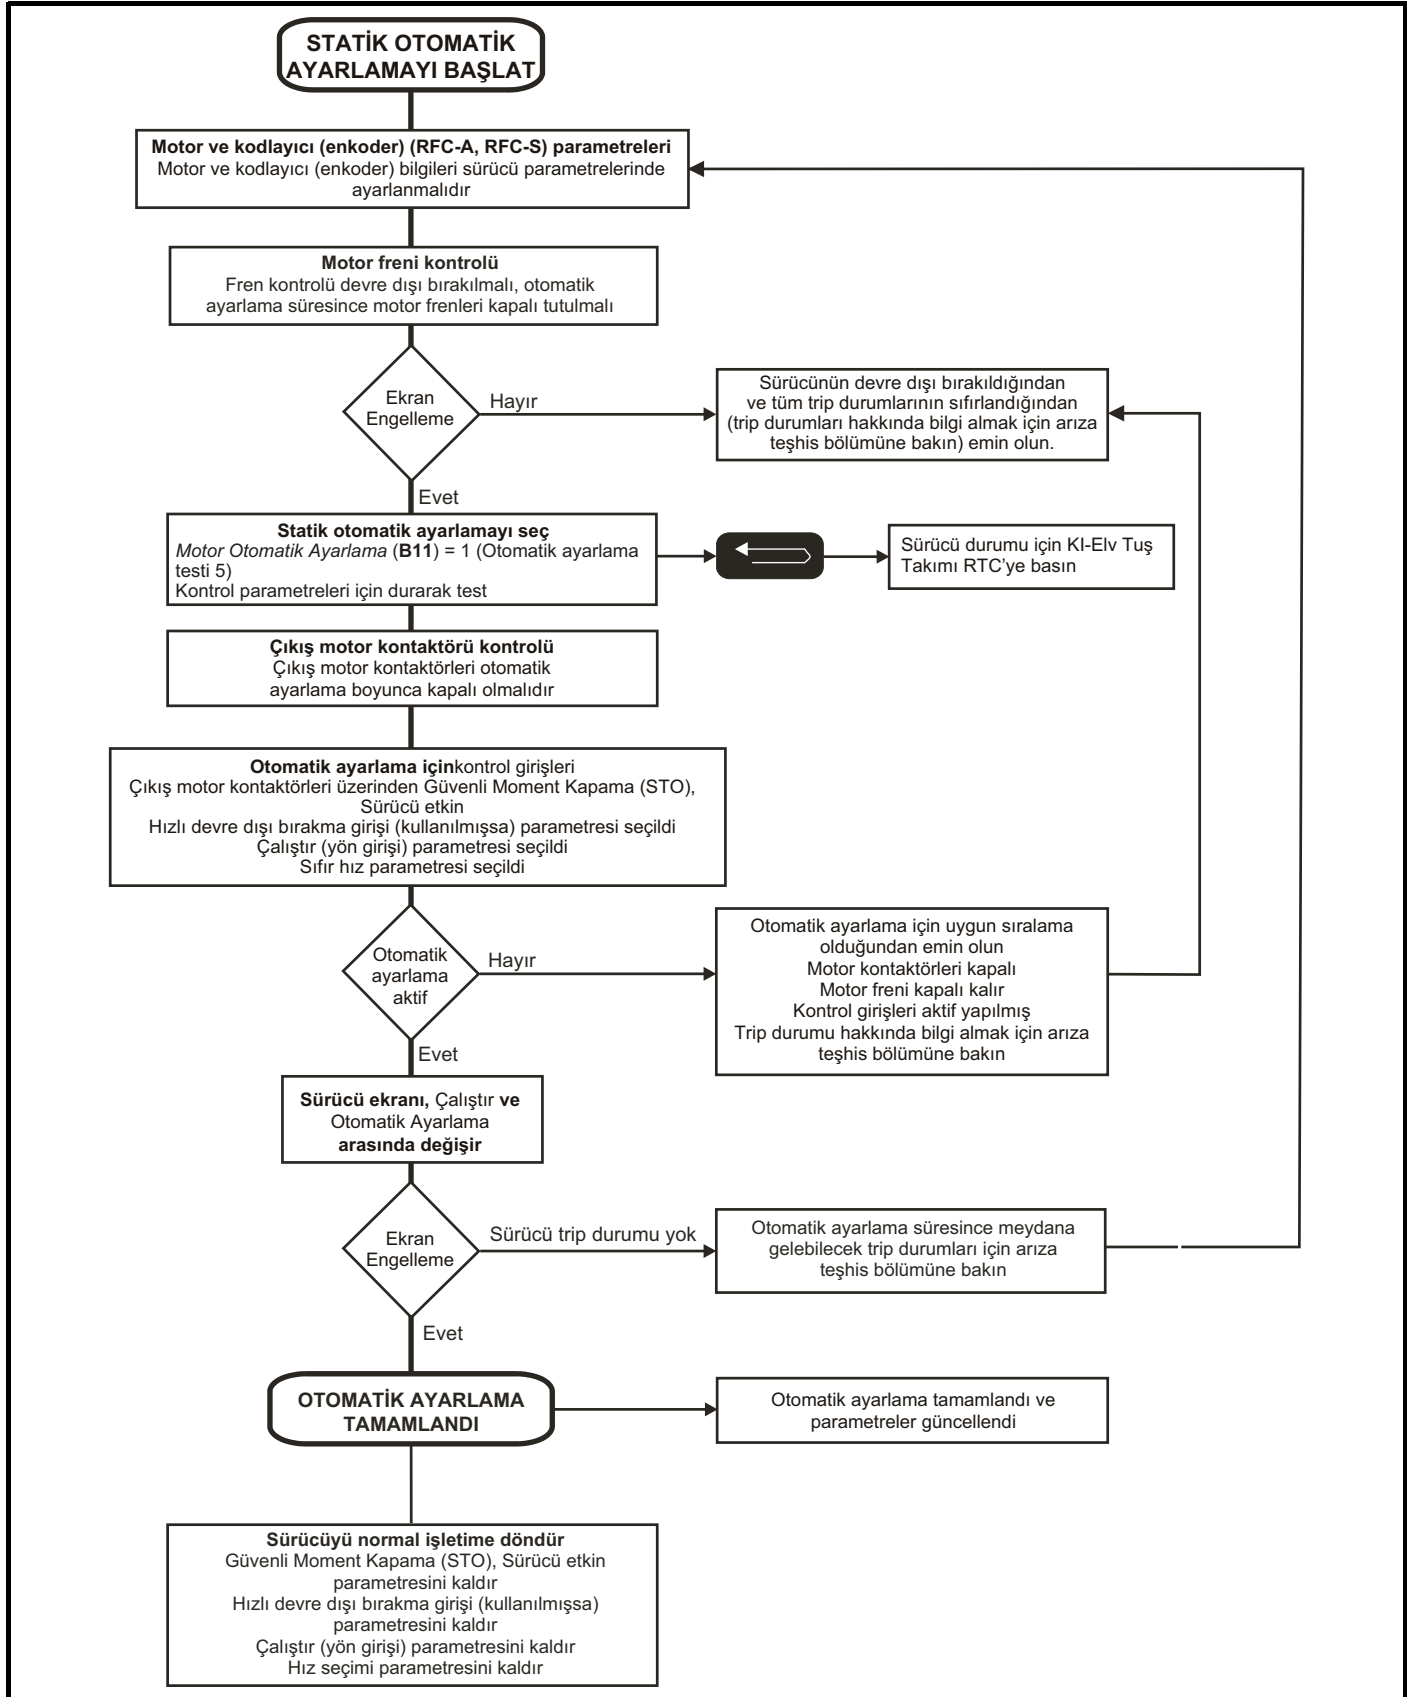 STATİK OTOMATİK
AYARLAMAYI BAŞLAT
Motor ve kodlayıcı (enkoder) (RFC-A, RFC-S) parametreleri
Motor ve kodlayıcı (enkoder) bilgileri sürücü parametrelerinde
ayarlanmalıdır
Motor freni kontrolü
Fren kontrolü devre dışı bırakılmalı, otomatik
ayarlama süresince motor frenleri kapalı tutulmalı
Ekran
Engelleme
Hayır
Sürücünün devre dışı bırakıldığından
ve tüm trip durumlarının sıfırlandığından
(trip durumları hakkında bilgi almak için arıza
teşhis bölümüne bakın) emin olun.
Evet
Statik otomatik ayarlamayı seç
Motor Otomatik Ayarlama (B11) = 1 (Otomatik ayarlama
testi 5)
Kontrol parametreleri için durarak test
Sürücü durumu için KI-Elv Tuş
Takımı RTC'ye basın
Çıkış motor kontaktörü kontrolü
Çıkış motor kontaktörleri otomatik
ayarlama boyunca kapalı olmalıdır
Otomatik ayarlama içinkontrol girişleri
Çıkış motor kontaktörleri üzerinden Güvenli Moment Kapama (STO),
Sürücü etkin
Hızlı devre dışı bırakma girişi (kullanılmışsa) parametresi seçildi
Çalıştır (yön girişi) parametresi seçildi
Sıfır hız parametresi seçildi
Otomatik
ayarlama
aktif
Hayır
Otomatik ayarlama için uygun sıralama
olduğundan emin olun
Motor kontaktörleri kapalı
Motor freni kapalı kalır
Kontrol girişleri aktif yapılmış
Trip durumu hakkında bilgi almak için arıza
teşhis bölümüne bakın
Evet
Sürücü ekranı, Çalıştır ve
Otomatik Ayarlama
arasında değişir
Ekran
Engelleme
Sürücü trip durumu yok
Otomatik ayarlama süresince meydana
gelebilecek trip durumları için arıza
teşhis bölümüne bakın
Evet
OTOMATİK AYARLAMA
TAMAMLANDI
Otomatik ayarlama tamamlandı ve
parametreler güncellendi
Sürücüyü normal işletime döndür
Güvenli Moment Kapama (STO), Sürücü etkin
parametresini kaldır
Hızlı devre dışı bırakma girişi (kullanılmışsa)
parametresini kaldır
Çalıştır (yön girişi) parametresini kaldır
Hız seçimi parametresini kaldır